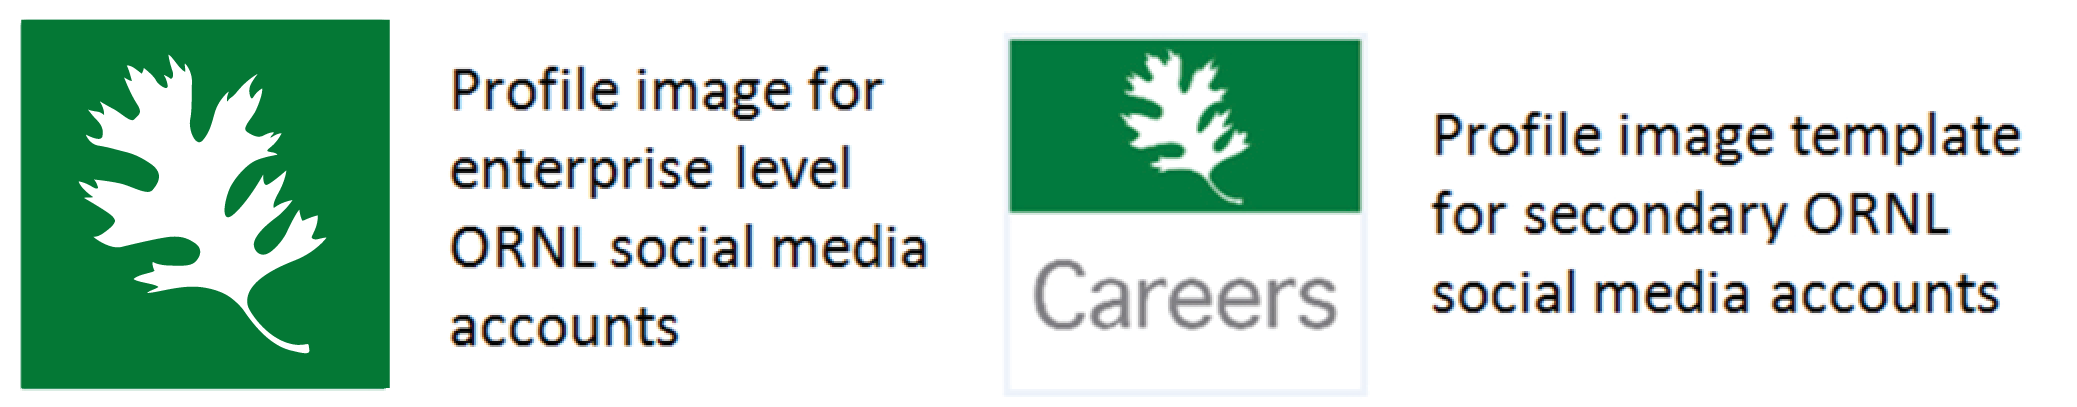 Profile image for
enterprise level
ORNL social media
accounts
Careers
Profile image template
for secondary ORNL
social media accounts